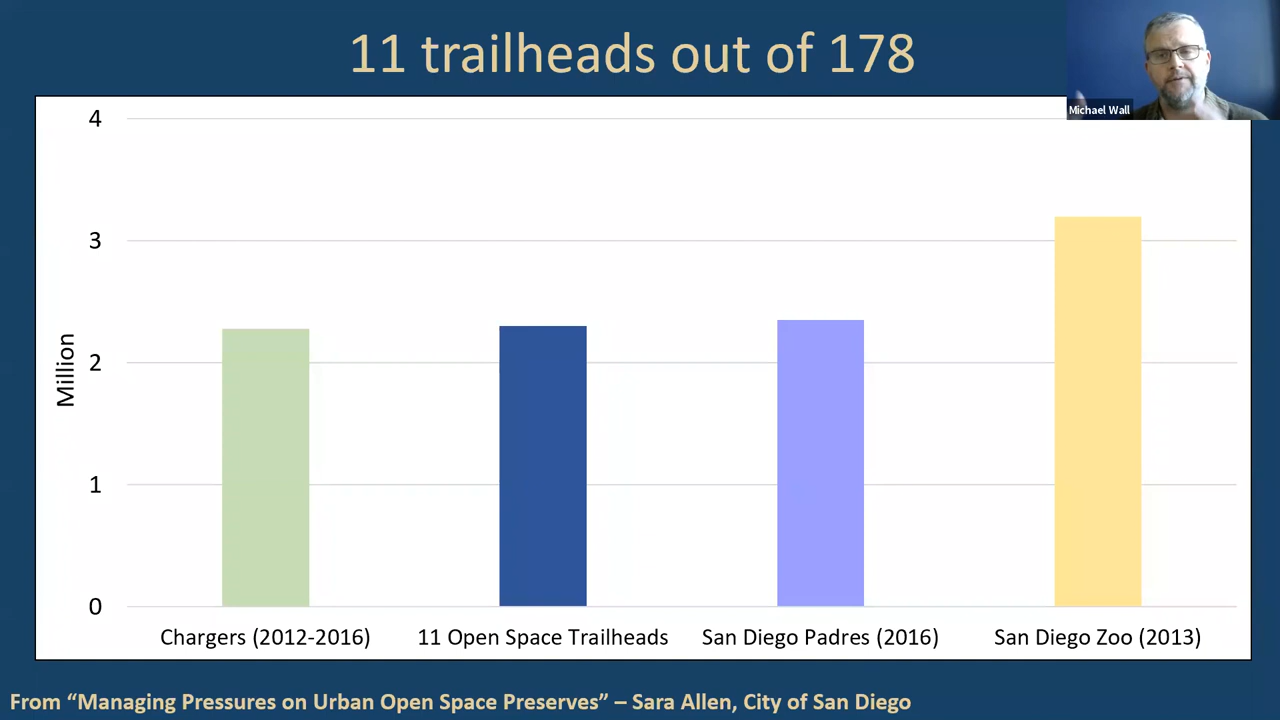 11 trailheads out of 178
Michael Wall
4
3
2
1
0
Million
Chargers (2012-2016)
11 Open Space Trailheads
San Diego Padres (2016)
San Diego Zoo (2013)
From “Managing Pressures on Urban Open Space Preserves” – Sara Allen, City of San Diego